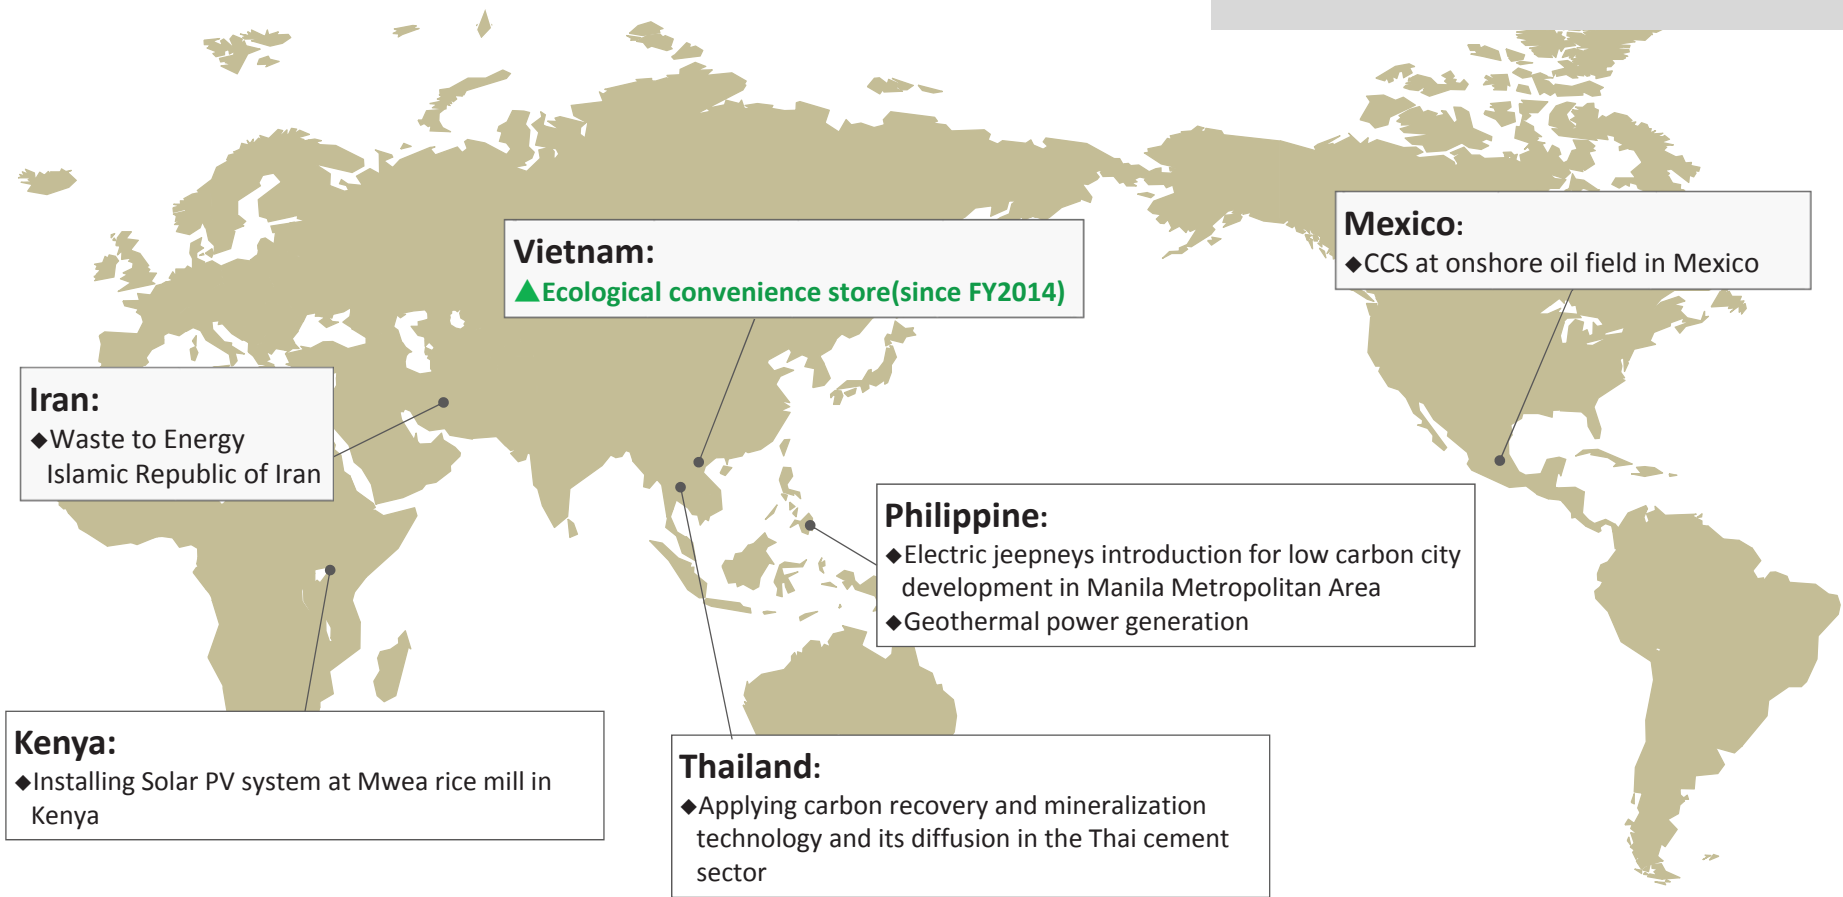 Vietnam:
▲Ecological convenience store(since FY2014)
Mexico:
◆CCS at onshore oil field in Mexico
Iran:
◆Waste to Energy
Islamic Republic of Iran
Philippine:
◆Electric jeepneys introduction for low carbon city
development in Manila Metropolitan Area
◆Geothermal power generation
Kenya:
◆Installing Solar PV system at Mwea rice mill in
Kenya
Thailand:
◆Applying carbon recovery and mineralization
technology and its diffusion in the Thai cement
sector